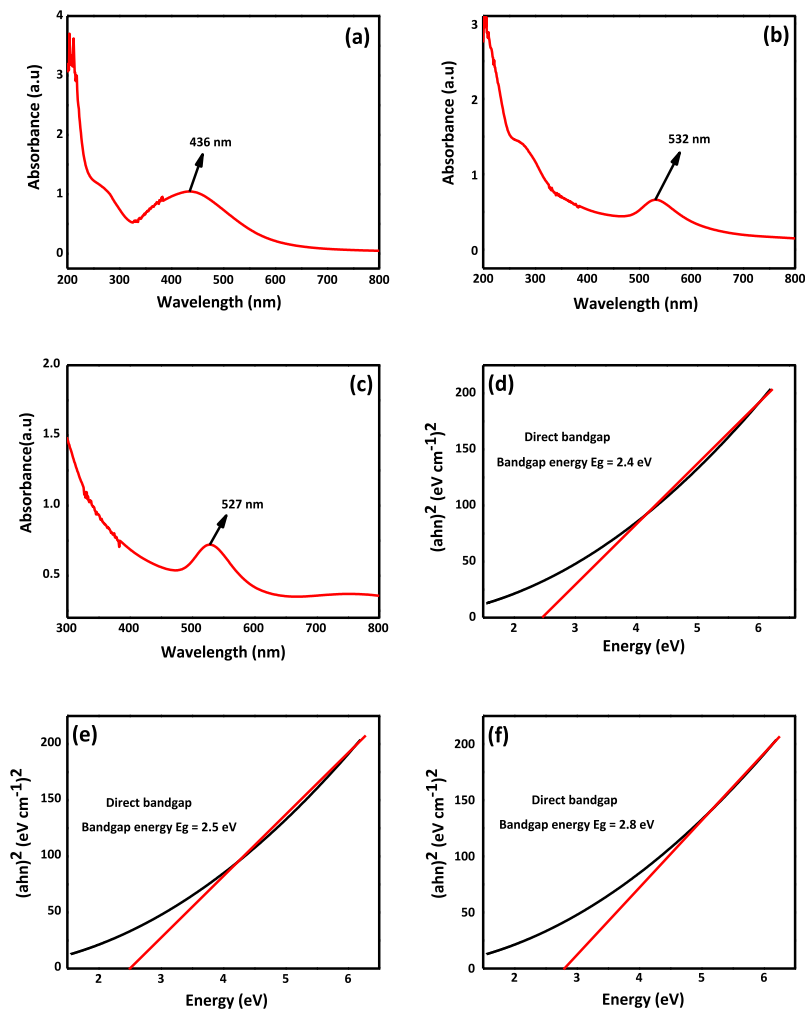 (a)
4
3
2
1
0
Absorbance (a.u)
436 nm
200 300 400 500 600 700 800
Wavelength (nm)
(b)
3
2
1
0
Absorbance (a.u)
532 nm
200 300 400 500 600 700 800
Wavelength (nm)
(c)
2.0
1.5
1.0
0.5
Absorbance(a.u)
527 nm
300 400 500 600 700 800
Wavelength (nm)
(d)
200
150
100
50
0
(ahn)2 (eV cm-1)2
Direct bandgap
Bandgap energy Eg = 2.4 eV
2 3 4 5 6
Energy (eV)
(e)
200
150
100
50
0
(ahn)2 (eV cm-1)2
Direct bandgap
Bandgap energy Eg = 2.5 eV
2 3 4 5 6
Energy (eV)
(f)
200
150
100
50
0
(ahn)2 (eV cm-1)2
Direct bandgap
Bandgap energy Eg = 2.8 eV
2 3 4 5 6
Energy (eV)